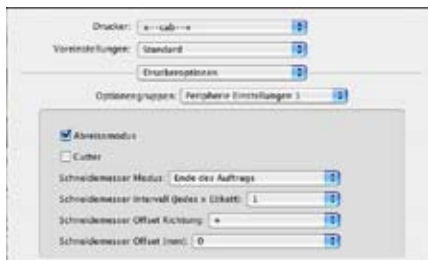 Drucker:
Voreinstellungen: Standard
Druckeroptionen
Optionengruppen: Peripherie Einstellungen 1
Abreissmodus
Cutter
Schneidemesser Modus: Ende des Auftrags
Schneidemesser Intervall (jedes x Etikett): 1
Schneidemesser Offset Richtung: +
Schneidemesser Offset (mm): 0